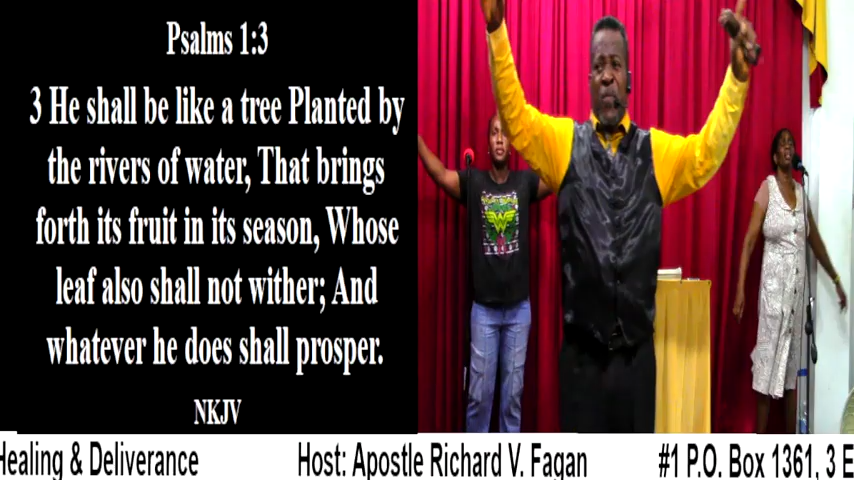 Psalms 1:3
3 He shall be like a tree Planted by
the rivers of water, That brings
forth its fruit in its season, Whose
leaf also shall not wither; And
whatever he does shall prosper.
NKJV
Healing & Deliverance Host: Apostle Richard V. Fagan #1 P.O. Box 1361, 3 E